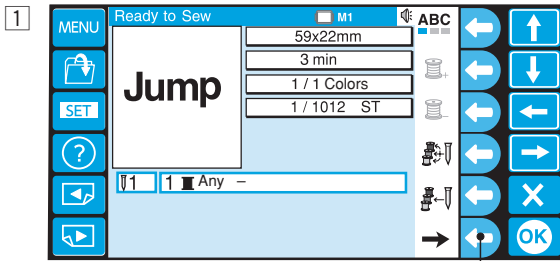 1
MENU
Ready to Sew
M1
ABC
59x22mm
3 min
1 / 1 Colors
1 / 1012 ST
Jump
SET
?
1 1 Any –
OK